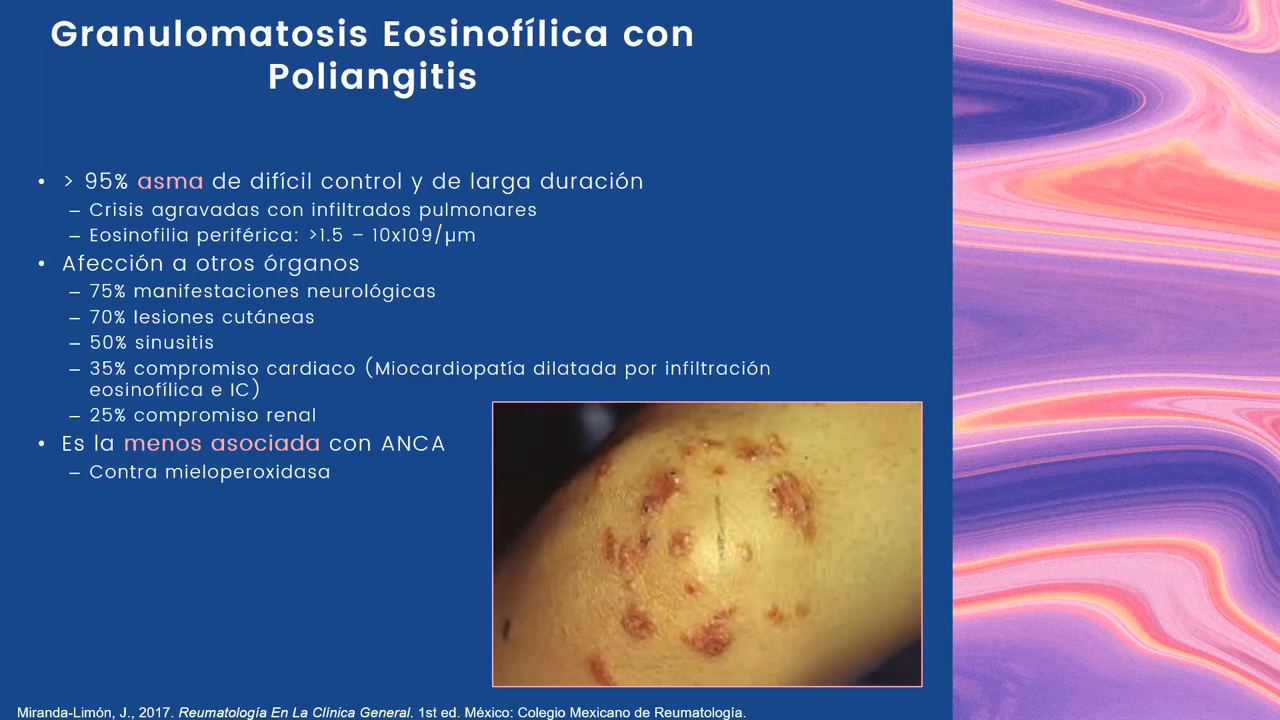 Granulomatosis Eosinofílica con
Poliangitis
• > 95% asma de difícil control y de larga duración
– Crisis agravadas con infiltrados pulmonares
– Eosinofilia periférica: >1.5 – 10x109/µm
• Afección a otros órganos
– 75% manifestaciones neurológicas
– 70% lesiones cutáneas
– 50% sinusitis
– 35% compromiso cardiaco (Miocardiopatía dilatada por infiltración
eosinofílica e IC)
– 25% compromiso renal
• Es la menos asociada con ANCA
– Contra mieloperoxidasa
Miranda-Limón, J., 2017. Reumatología En La Clínica General. 1st ed. México: Colegio Mexicano de Reumatología.